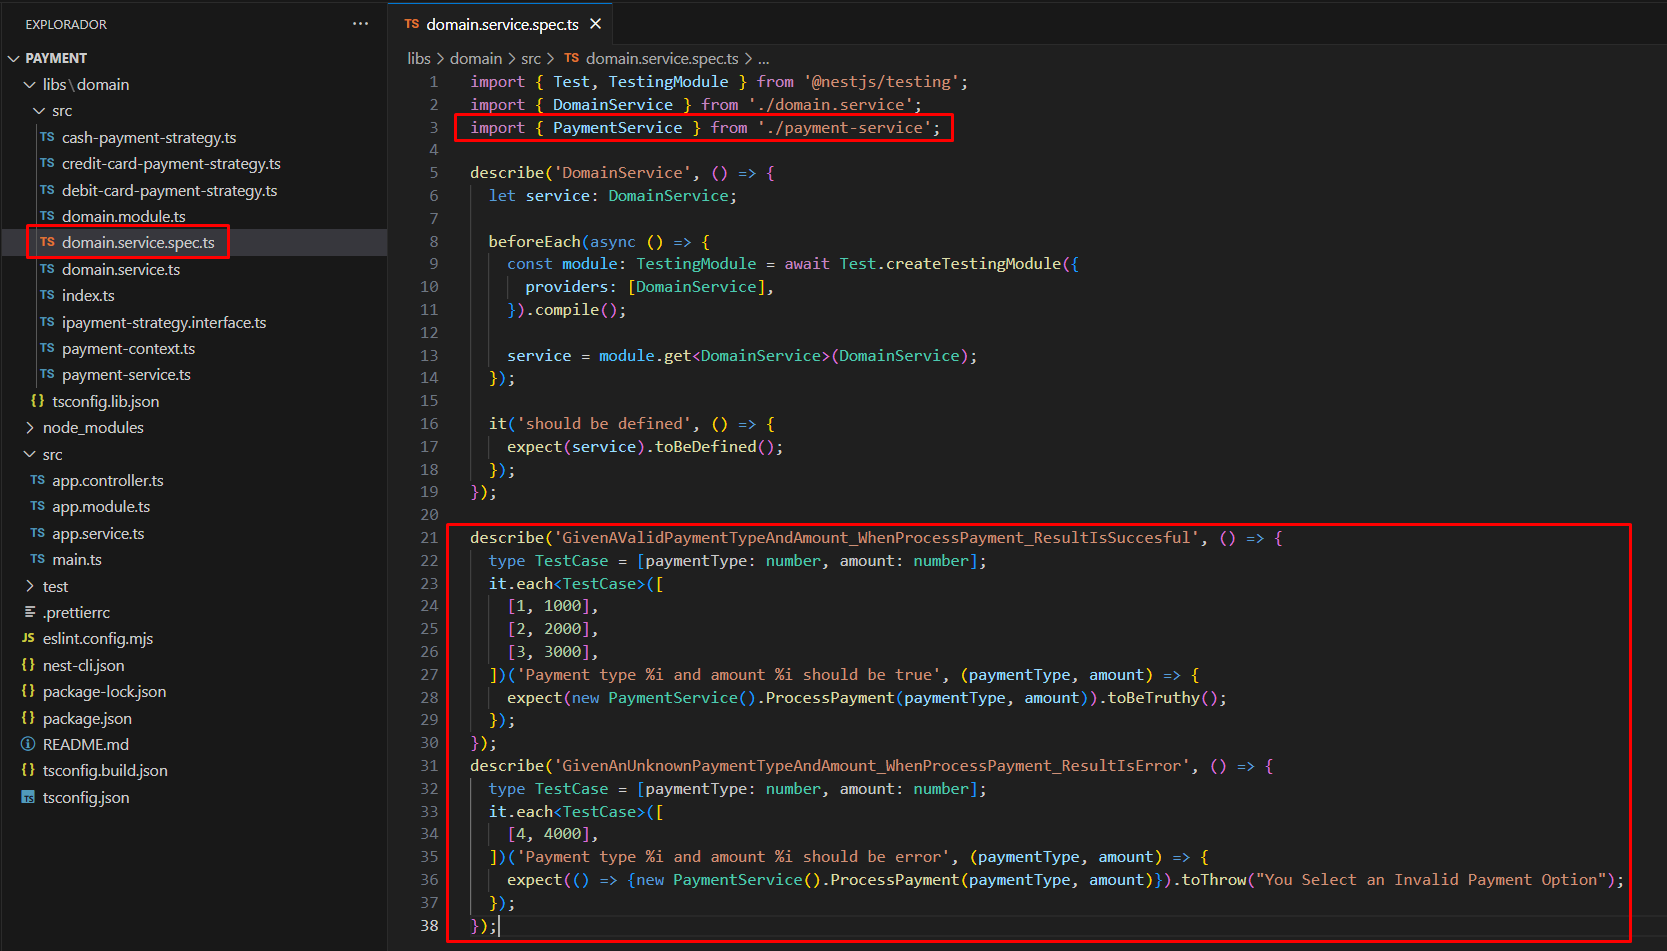 EXPLORADOR
PAYMENT
libs\domain
src
TS cash-payment-strategy.ts
TS credit-card-payment-strategy.ts
TS debit-card-payment-strategy.ts
TS domain.module.ts
TS domain.service.spec.ts
TS domain.service.ts
TS index.ts
TS ipayment-strategy.interface.ts
TS payment-context.ts
TS payment-service.ts
{} tsconfig.lib.json
node_modules
src
TS app.controller.ts
TS app.module.ts
TS app.service.ts
TS main.ts
test
.prettierrc
JS eslint.config.mjs
{} nest-cli.json
{} package-lock.json
{} package.json
README.md
{} tsconfig.build.json
TS tsconfig.json
TS domain.service.spec.ts
libs > domain > src > TS domain.service.spec.ts > ...
1 import { Test, TestingModule } from '@nestjs/testing';
2 import { DomainService } from './domain.service';
3 import { PaymentService } from './payment-service';
4
5 describe('DomainService', () => {
6 let service: DomainService;
7
8 beforeEach(async () => {
9 const module: TestingModule = await Test.createTestingModule({
10 providers: [DomainService],
11 }).compile();
12
13 service = module.get<DomainService>(DomainService);
14 });
15
16 it('should be defined', () => {
17 expect(service).toBeDefined();
18 });
19 });
20
21 describe('GivenAValidPaymentTypeAndAmount_WhenProcessPayment_ResultIsSuccesful', () => {
22 type TestCase = [paymentType: number, amount: number];
23 it.each<TestCase>([
24 [1, 1000],
25 [2, 2000],
26 [3, 3000],
27 ])('Payment type %i and amount %i should be true', (paymentType, amount) => {
28 expect(new PaymentService().ProcessPayment(paymentType, amount)).toBeTruthy();
29 });
30 });
31 describe('GivenAnUnknownPaymentTypeAndAmount_WhenProcessPayment_ResultIsError', () => {
32 type TestCase = [paymentType: number, amount: number];
33 it.each<TestCase>([
34 [4, 4000],
35 ])('Payment type %i and amount %i should be error', (paymentType, amount) => {
36 expect(() => {new PaymentService().ProcessPayment(paymentType, amount)}).toThrow("You Select an Invalid Payment Option");
37 });
38 });